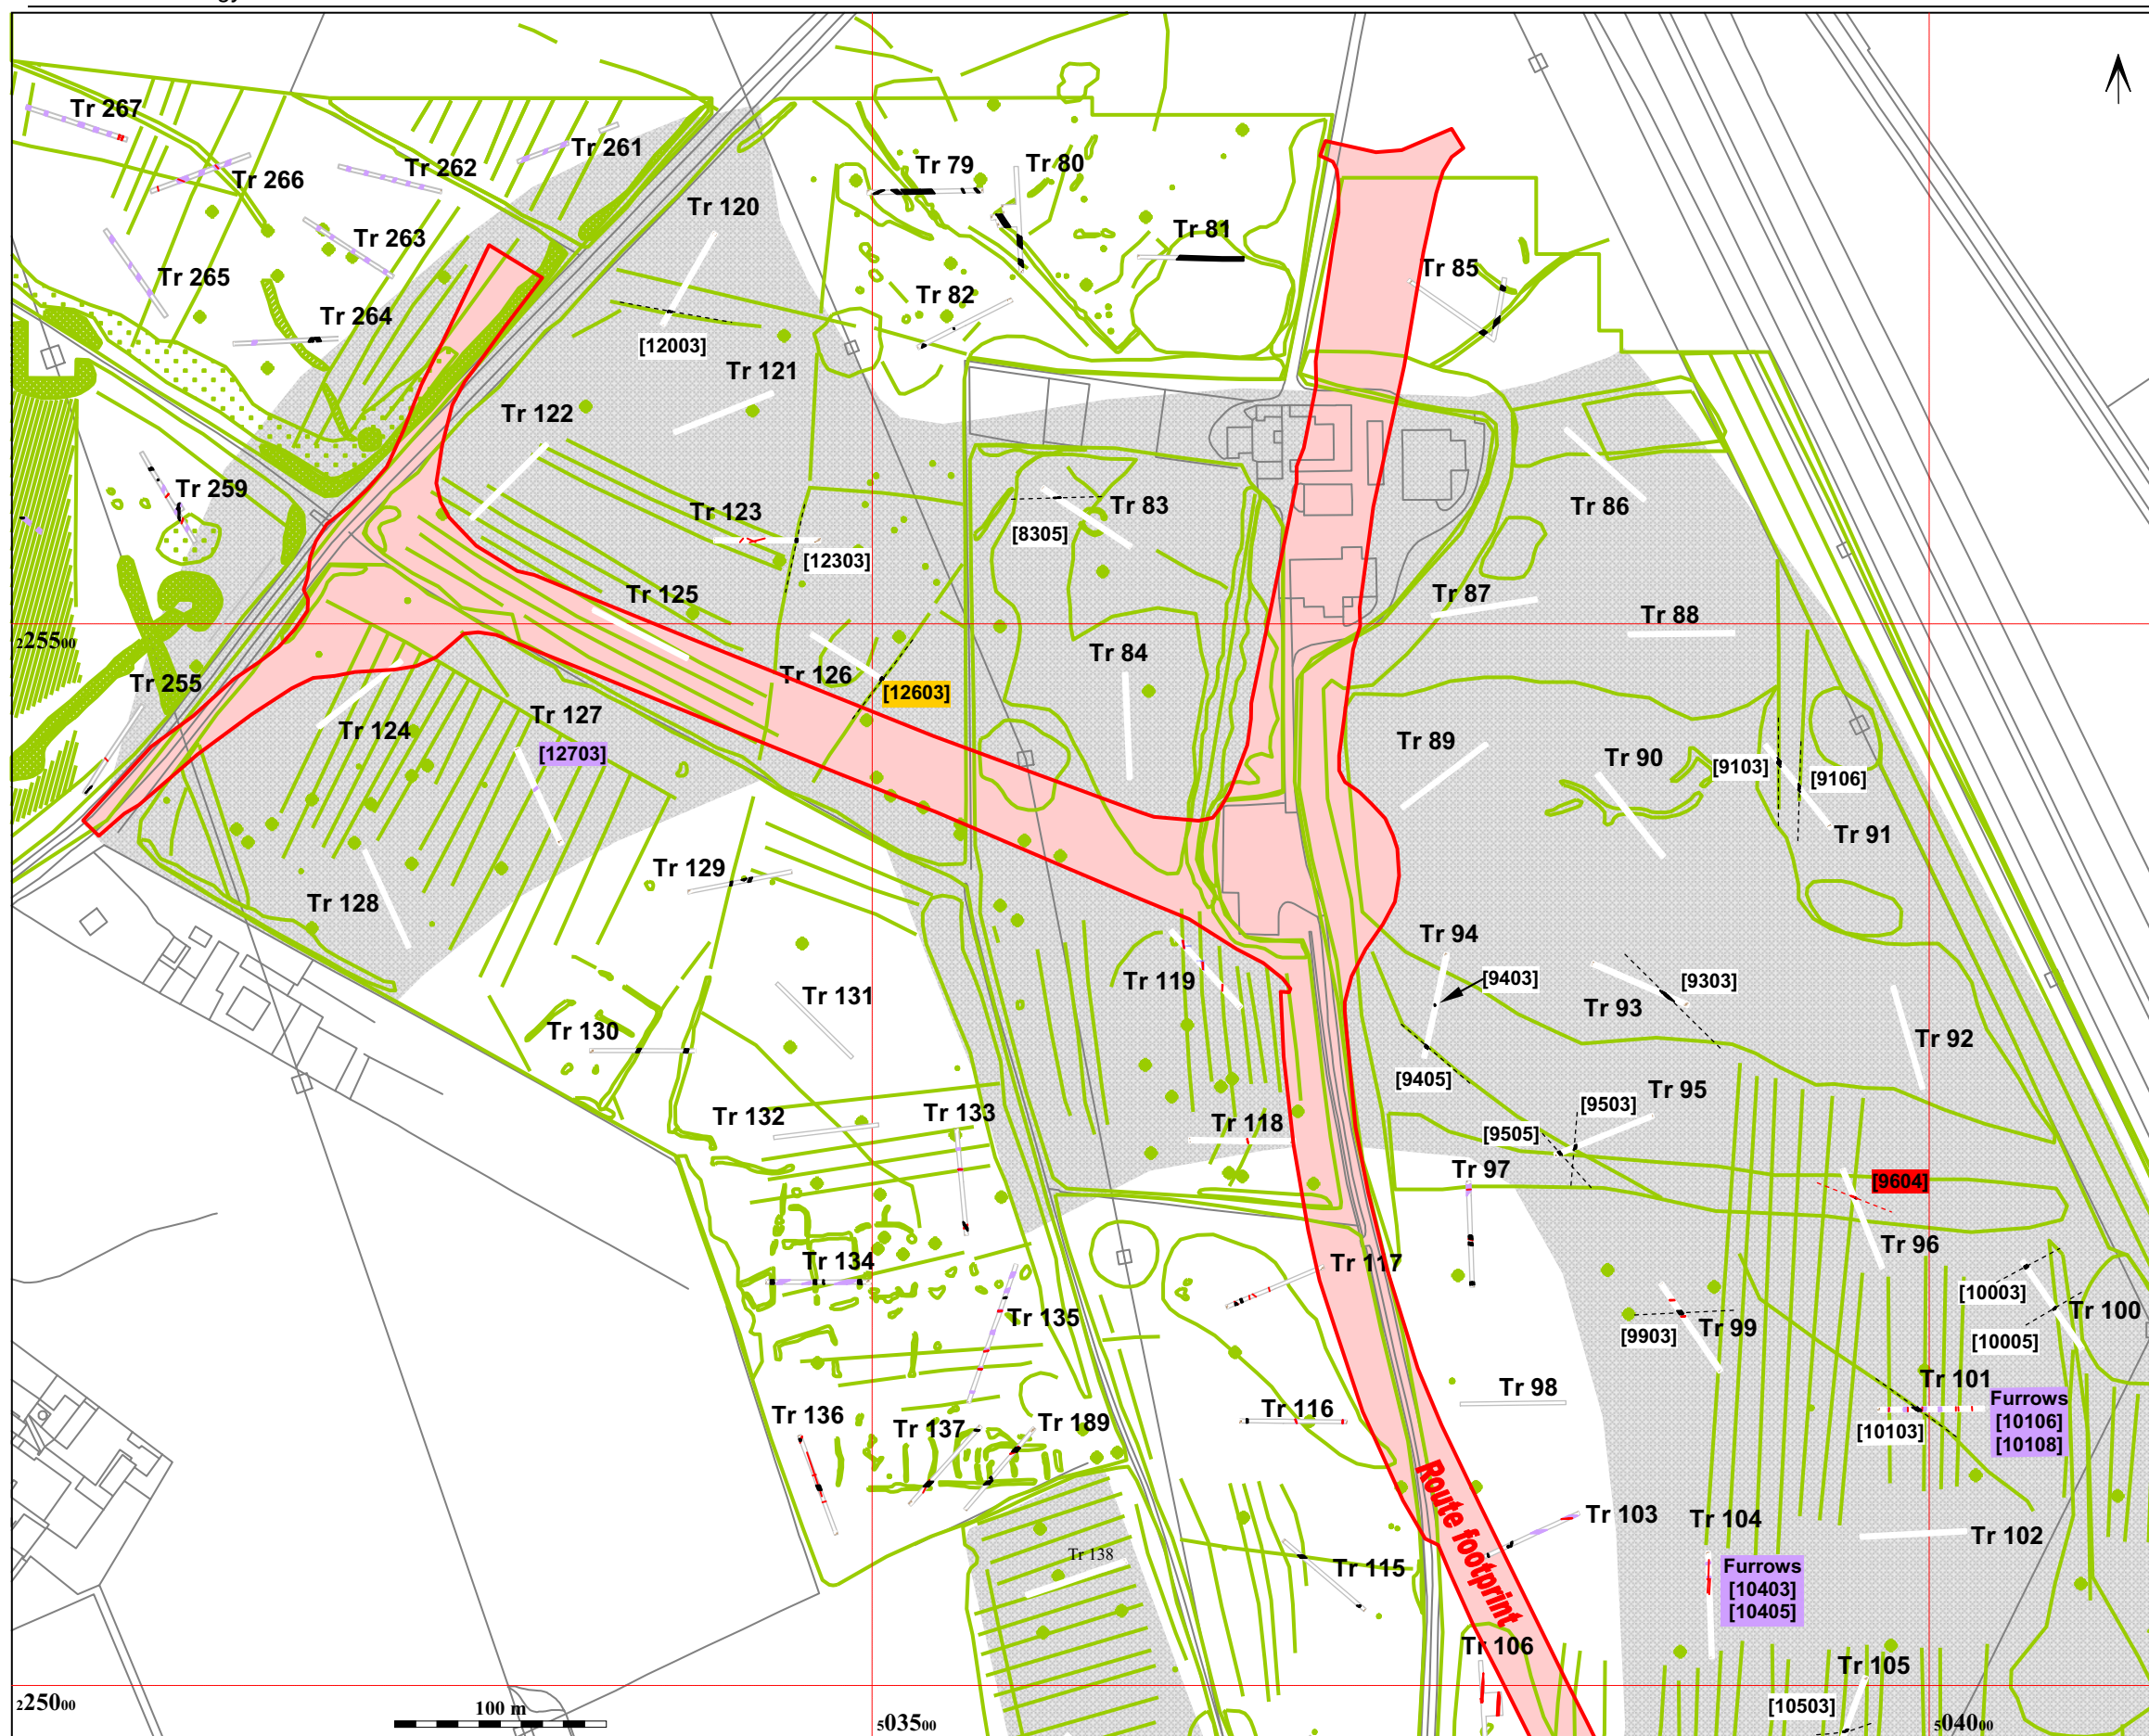 Tr 267
Tr 266
Tr 262
Tr 261
Tr 263
Tr 265
Tr 264
Tr 120
Tr 79
Tr 80
Tr 81
Tr 82
Tr 85
[12003]
Tr 121
Tr 122
Tr 259
Tr 123
[12303]
Tr 83
[8305]
Tr 86
Tr 125
Tr 87
Tr 88
225500
Tr 126
[12603]
Tr 84
Tr 255
Tr 124
Tr 127
[12703]
Tr 89
Tr 90
[9103]
[9106]
Tr 91
Tr 129
Tr 128
Tr 94
[9403]
[9303]
Tr 93
Tr 119
Tr 131
Tr 130
Tr 92
[9405]
Tr 95
[9503]
[9505]
Tr 132
Tr 133
Tr 118
Tr 97
[9604]
Tr 96
Tr 134
Tr 117
[10003]
Tr 100
[10005]
Tr 135
[9903]
Tr 99
Tr 101
Tr 98
Furrows
[10106]
[10108]
[10103]
Tr 136
Tr 137
Tr 189
Tr 116
Route footprint
Tr 103
Tr 104
Tr 102
Tr 138
Tr 115
Furrows
[10403]
[10405]
Tr 106
Tr 105
[10503]
225000
100 m
503500
504000